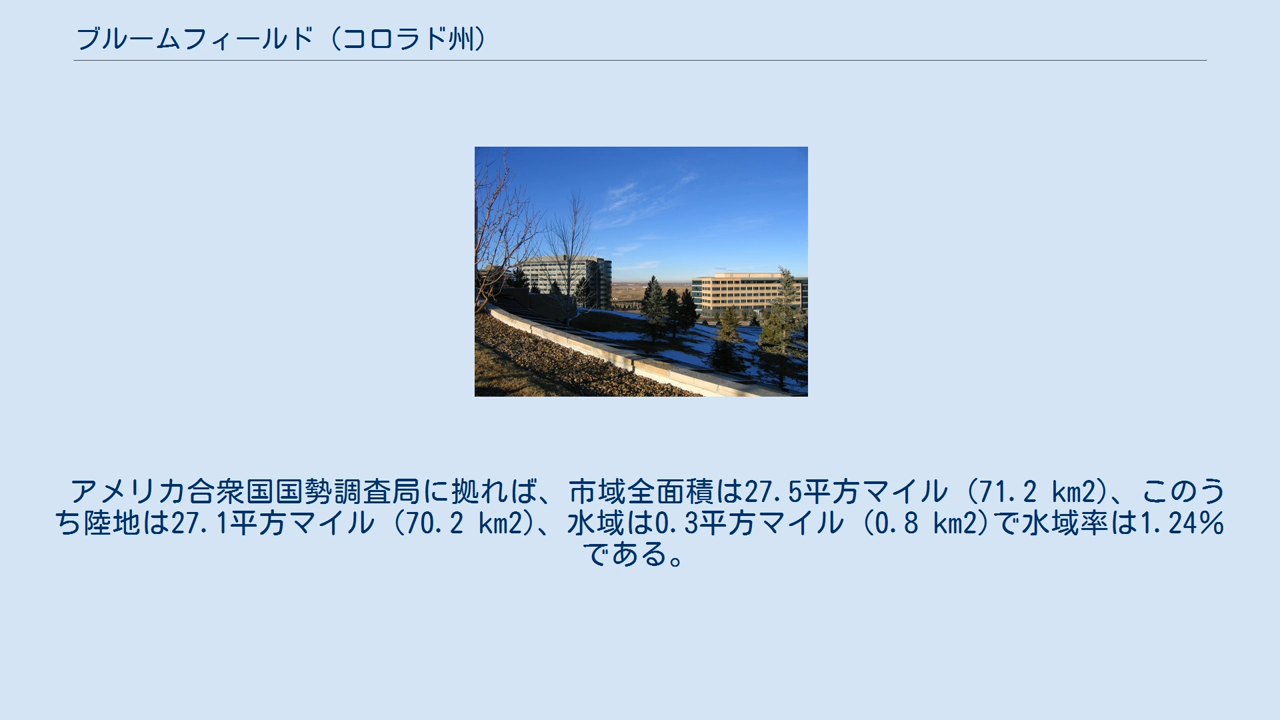 ブルームフィールド（コロラド州）
アメリカ合衆国国勢調査局に拠れば、市域全面積は27.5平方マイル (71.2 km2)、このう
ち陸地は27.1平方マイル (70.2 km2)、水域は0.3平方マイル (0.8 km2)で水域率は1.24%
である。